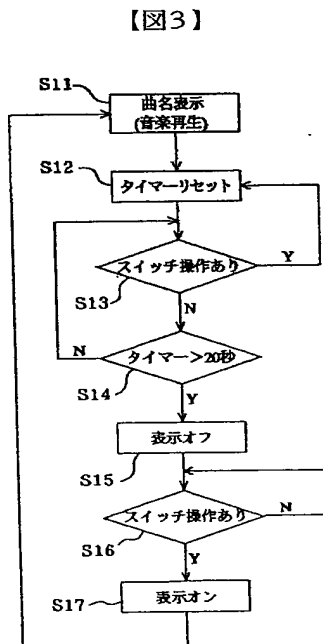 【図3】
S11
曲名表示
(音楽再生)
S12
タイマーリセット
スイッチ操作あり
Y
S13
N
タイマー>20秒
N
S14
Y
表示オフ
S15
スイッチ操作あり
N
S16
Y
S17
表示オン